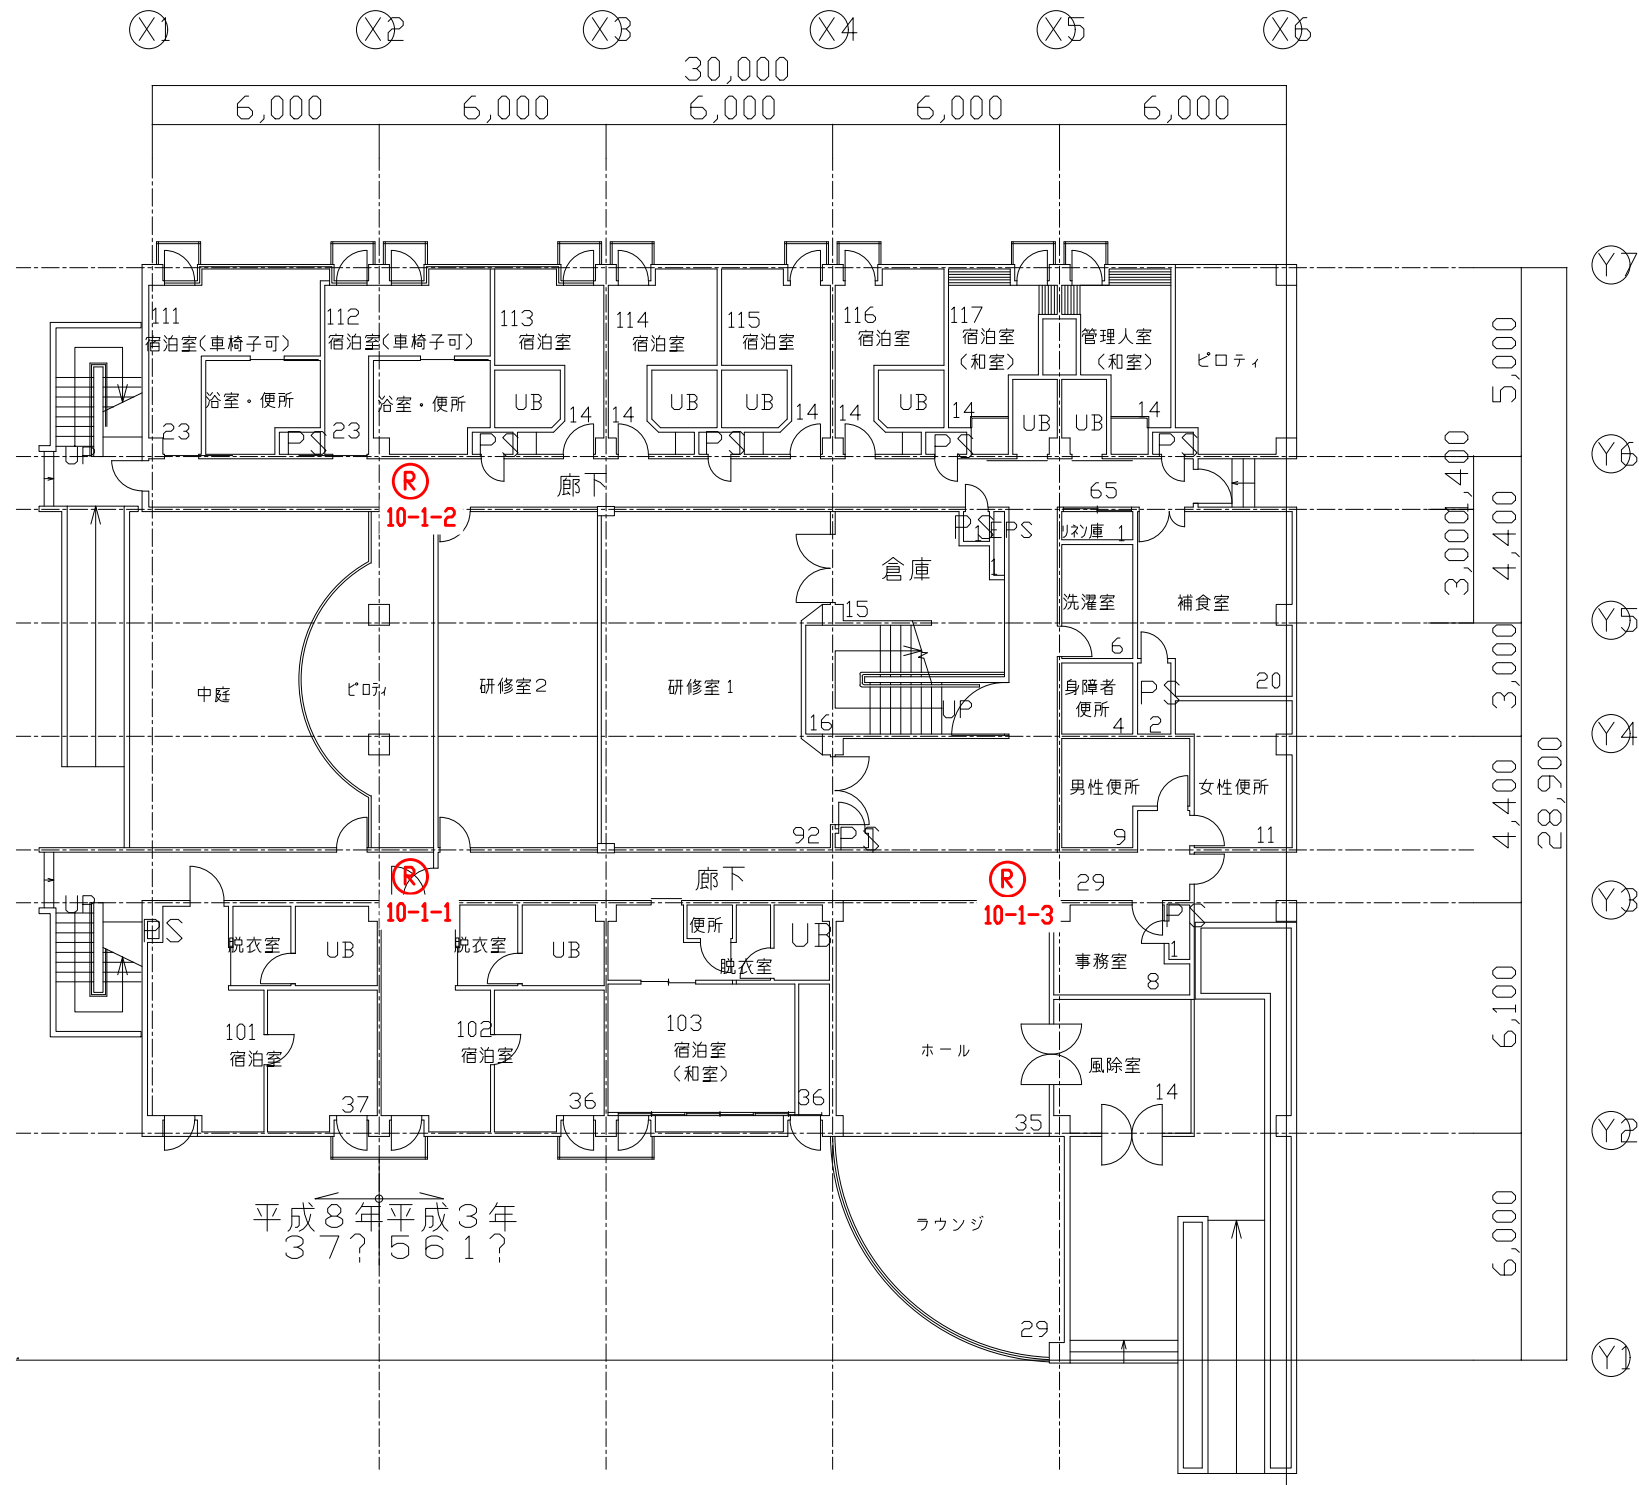 X1 X2 X3 X4 X5 X6
30,000
6,000 6,000 6,000 6,000 6,000
Y7
111 112 113 114 115 116 117
宿泊室(車椅子可) 宿泊室(車椅子可) 宿泊室 宿泊室 宿泊室 宿泊室 宿泊室 管理人室
(和室) (和室)
ピロティ
5,000
浴室・便所 浴室・便所 UB UB UB UB UB UB
23 23 14 14 14 14 14 14
PS PS PS PS PS
UP
Y6
R
10-1-2
廊下
65
1,400
3,000
4,400
PS EPS
1
1
リネン庫 1
倉庫
15
洗濯室
6
補食室
20
Y5
中庭
ピロティ
研修室2
研修室1
16
UP
身障者
便所
4
PS
2
3,000
Y4
男性便所
9
女性便所
11
92
PS
4,400
28,900
R
10-1-1
廊下
R
10-1-3
29
Y3
UP
PS
脱衣室 UB
脱衣室 UB
便所
脱衣室
UB
PS
1
事務室
8
101
宿泊室
37
102
宿泊室
36
103
宿泊室
(和室)
36
ホール
35
風除室
14
6,100
Y2
平成8年平成3年
37?561?
ラウンジ
29
6,000
Y1